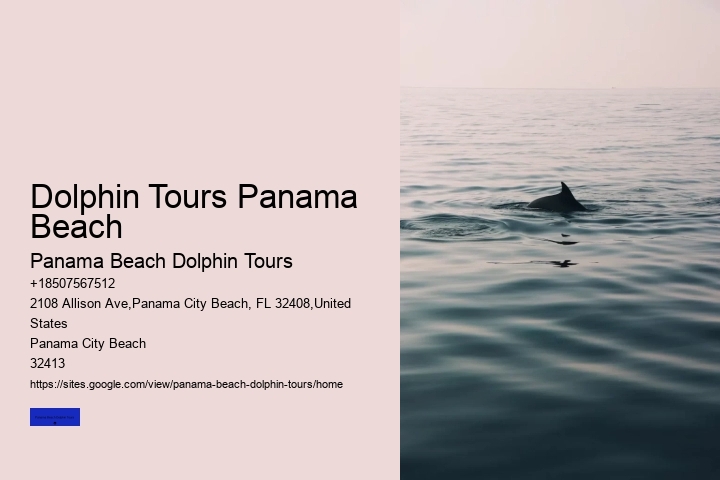 Dolphin Tours Panama
Beach
Panama Beach Dolphin Tours
+18507567512
2108 Allison Ave,Panama City Beach, FL 32408,United
States
Panama City Beach
32413
https://sites.google.com/view/panama-beach-dolphin-tours/home